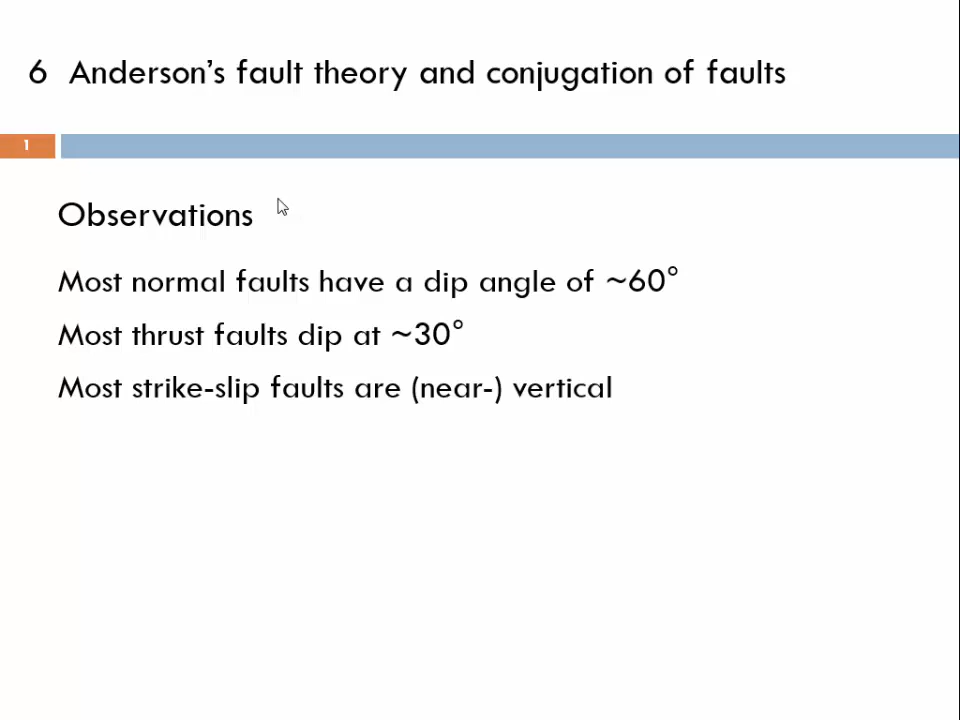 6 Anderson's fault theory and conjugation of faults
1
Observations
Most normal faults have a dip angle of ~60°
Most thrust faults dip at ~30°
Most strike-slip faults are (near-) vertical